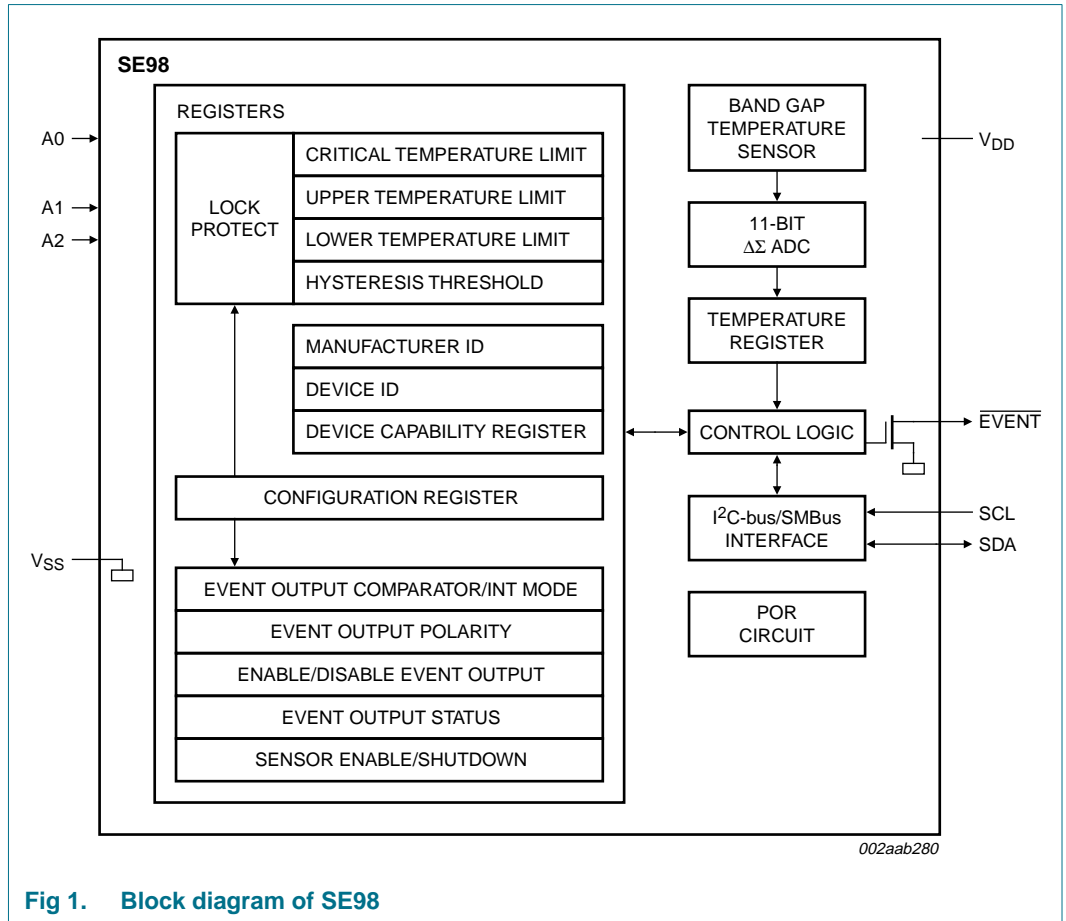 SE98
REGISTERS
A0
A1
A2
VSS
LOCK
PROTECT
CRITICAL TEMPERATURE LIMIT
UPPER TEMPERATURE LIMIT
LOWER TEMPERATURE LIMIT
HYSTERESIS THRESHOLD
MANUFACTURER ID
DEVICE ID
DEVICE CAPABILITY REGISTER
CONFIGURATION REGISTER
EVENT OUTPUT COMPARATOR/INT MODE
EVENT OUTPUT POLARITY
ENABLE/DISABLE EVENT OUTPUT
EVENT OUTPUT STATUS
SENSOR ENABLE/SHUTDOWN
BAND GAP
TEMPERATURE
SENSOR
11-BIT
ΔΣ ADC
TEMPERATURE
REGISTER
CONTROL LOGIC
I²C-bus/SMBus
INTERFACE
POR
CIRCUIT
VDD
EVENT
SCL
SDA
002aab280
Fig 1. Block diagram of SE98